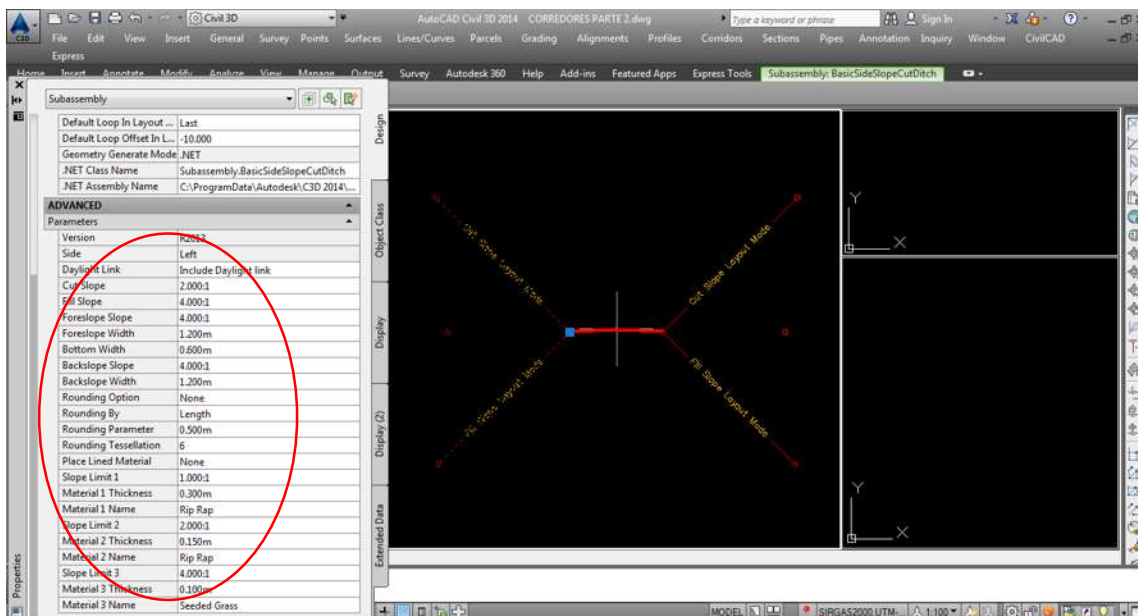 Civil 3D
AutoCAD Civil 3D 2014 CORREDORES PARTE 2.dwg
Type a keyword or phrase
Sign In
File Edit View Insert General Survey Points Surfaces Lines/Curves Parcels Grading Alignments Profiles Corridors Sections Pipes Annotation Inquiry Window CivilCAD
Express
Home Insert Annotate Modify Analyze View Manage Output Survey Autodesk 360 Help Add-ins Featured Apps Express Tools Subassembly: BasicSideSlopeCutDitch
Subassembly
Default Loop In Layout ... Last
Default Loop Offset In L... -10.000
Geometry Generate Mode .NET
.NET Class Name Subassembly.BasicSideSlopeCutDitch
.NET Assembly Name C:\ProgramData\Autodesk\C3D 2014\...
ADVANCED
Parameters
Version R2013
Side Left
Daylight Link Include Daylight link
Cut Slope 2.000:1
Fill Slope 4.000:1
Foreslope Slope 4.000:1
Foreslope Width 1.200m
Bottom Width 0.600m
Backslope Slope 4.000:1
Backslope Width 1.200m
Rounding Option None
Rounding By Length
Rounding Parameter 0.500m
Rounding Tessellation 6
Place Lined Material None
Slope Limit 1 1.000:1
Material 1 Thickness 0.300m
Material 1 Name Rip Rap
Slope Limit 2 2.000:1
Material 2 Thickness 0.150m
Material 2 Name Rip Rap
Slope Limit 3 4.000:1
Material 3 Thickness 0.100m
Material 3 Name Seeded Grass
Properties
Design
Object Class
Display
Display (2)
Extended Data
Cut Slope Layout Mode
Cut Slope Layout Mode
Fill Slope Layout Mode
Fill Slope Layout Mode
Y
X
Y
X
MODEL
SIRGAS2000 UTM-
1:100